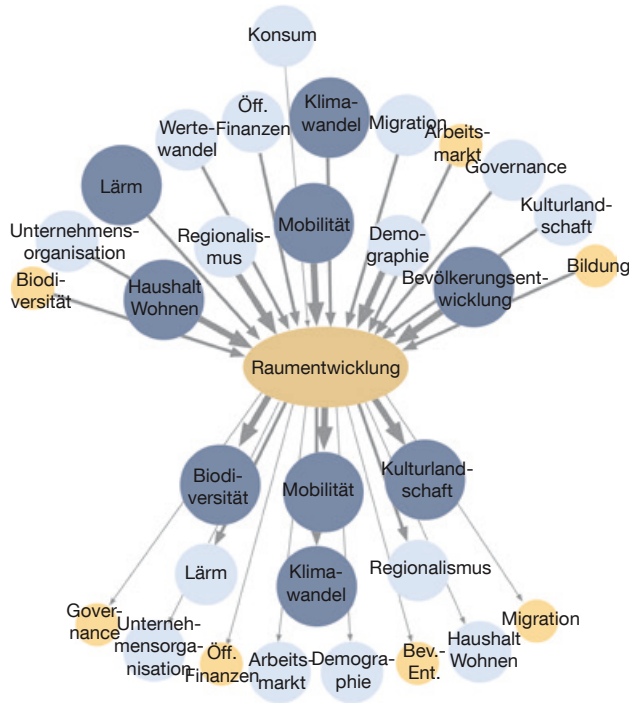 Konsum
Klima-
wandel
Öff.
Finanzen
Migration
Werte-
wandel
Arbeits-
markt
Governance
Lärm
Kulturland-
schaft
Unternehmens-
organisation
Regionalis-
mus
Mobilität
Demo-
graphie
Bildung
Biodi-
versität
Haushalt
Wohnen
Bevölkerungsent-
wicklung
Raumentwicklung
Biodi-
versität
Mobilität
Kulturland-
schaft
Lärm
Klima-
wandel
Regionalismus
Gover-
nance
Unterneh-
mensorga-
nisation
Öff.
Finanzen
Arbeits-
markt
Demogra-
phie
Bev.-
Ent.
Haushalt
Wohnen
Migration